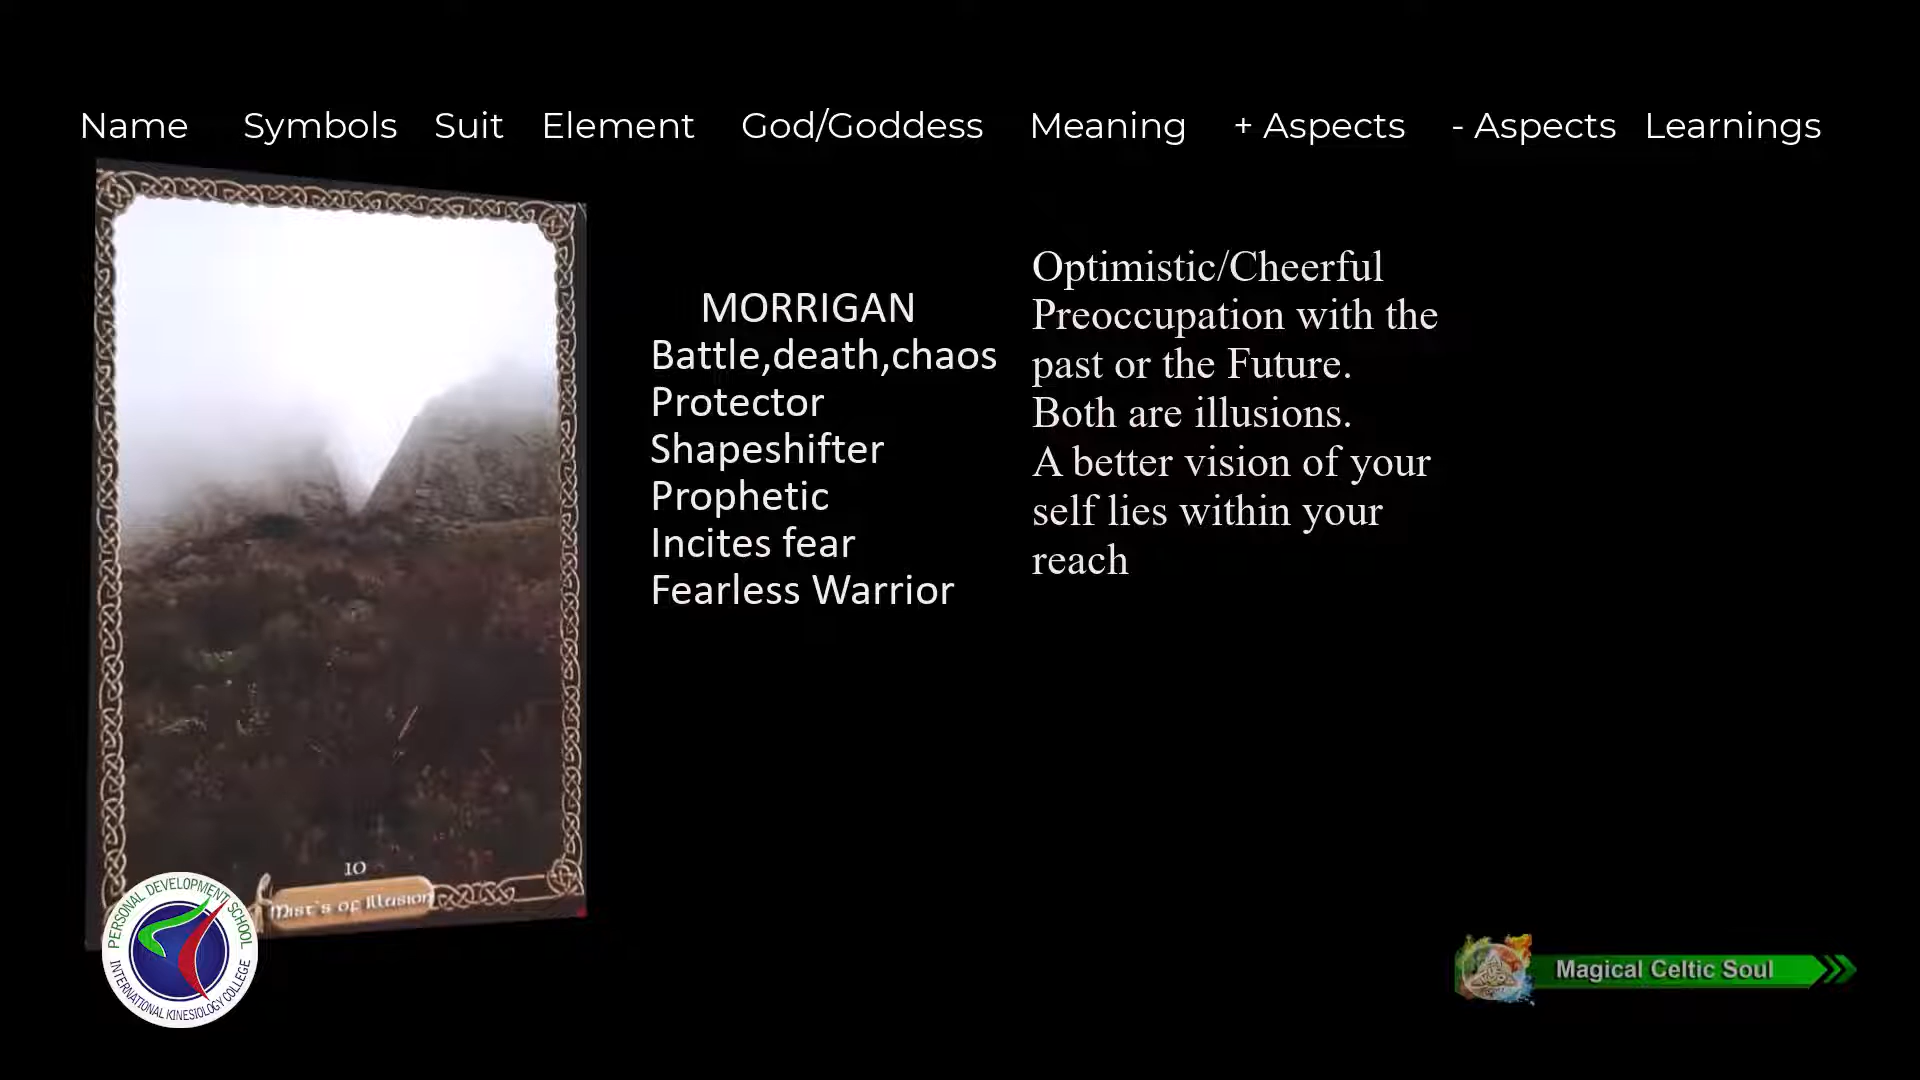 Name Symbols Suit Element God/Goddess Meaning + Aspects - Aspects Learnings
MORRIGAN
Battle,death,chaos
Protector
Shapeshifter
Prophetic
Incites fear
Fearless Warrior
Optimistic/Cheerful
Preoccupation with the
past or the Future.
Both are illusions.
A better vision of your
self lies within your
reach
10
Mist's of Illusion
PERSONAL DEVELOPMENT SCHOOL
INTERNATIONAL KINESIOLOGY COLLEGE
Magical Celtic Soul